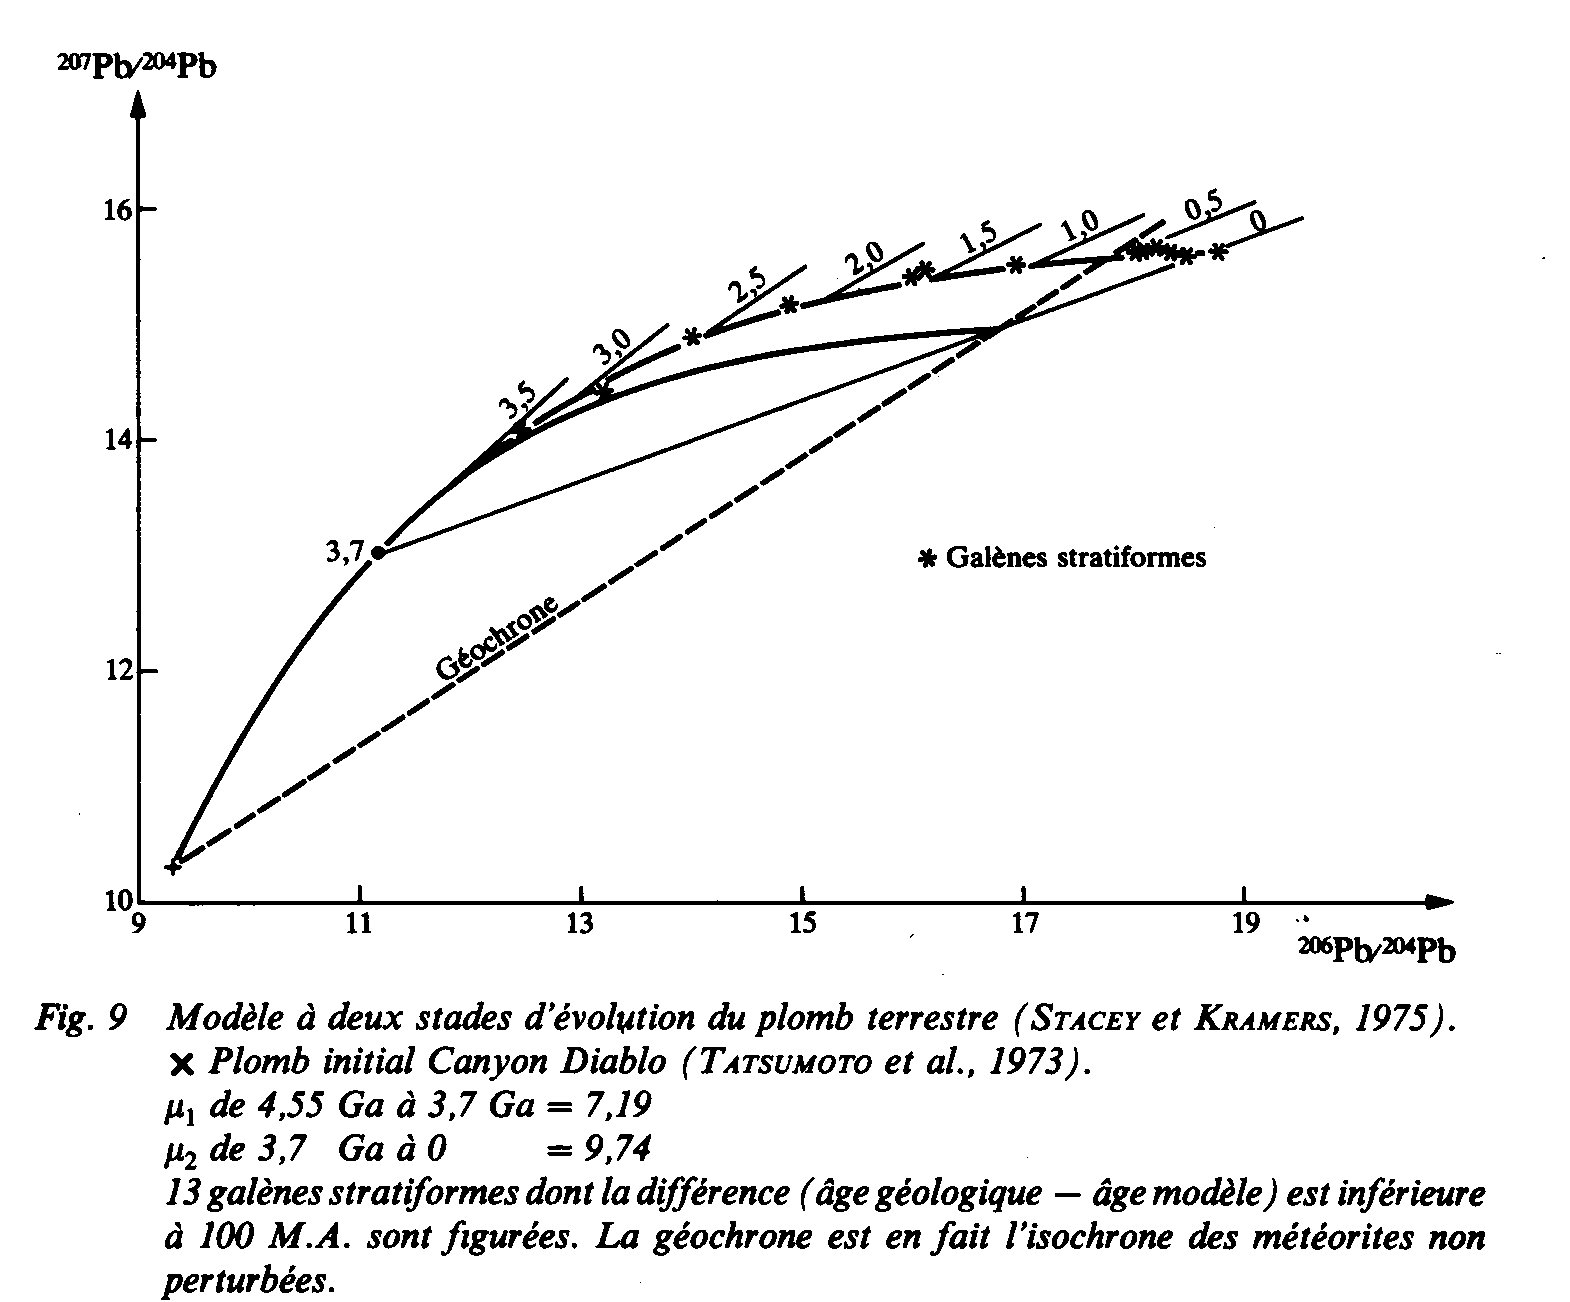 ²⁰⁷Pb/²⁰⁴Pb
16
14
12
10
9
11
13
15
17
19
²⁰⁶Pb/²⁰⁴Pb
3,7
3,5
3,0
2,5
2,0
1,5
1,0
0,5
0
Géochrone
* Galènes stratiformes
Fig. 9 Modèle à deux stades d'évolution du plomb terrestre (STACEY et KRAMERS, 1975).
× Plomb initial Canyon Diablo (TATSUMOTO et al., 1973).
μ₁ de 4,55 Ga à 3,7 Ga = 7,19
μ₂ de 3,7 Ga à 0 = 9,74
13 galènes stratiformes dont la différence (âge géologique — âge modèle) est inférieure
à 100 M.A. sont figurées. La géochrone est en fait l'isochrone des météorites non
perturbées.